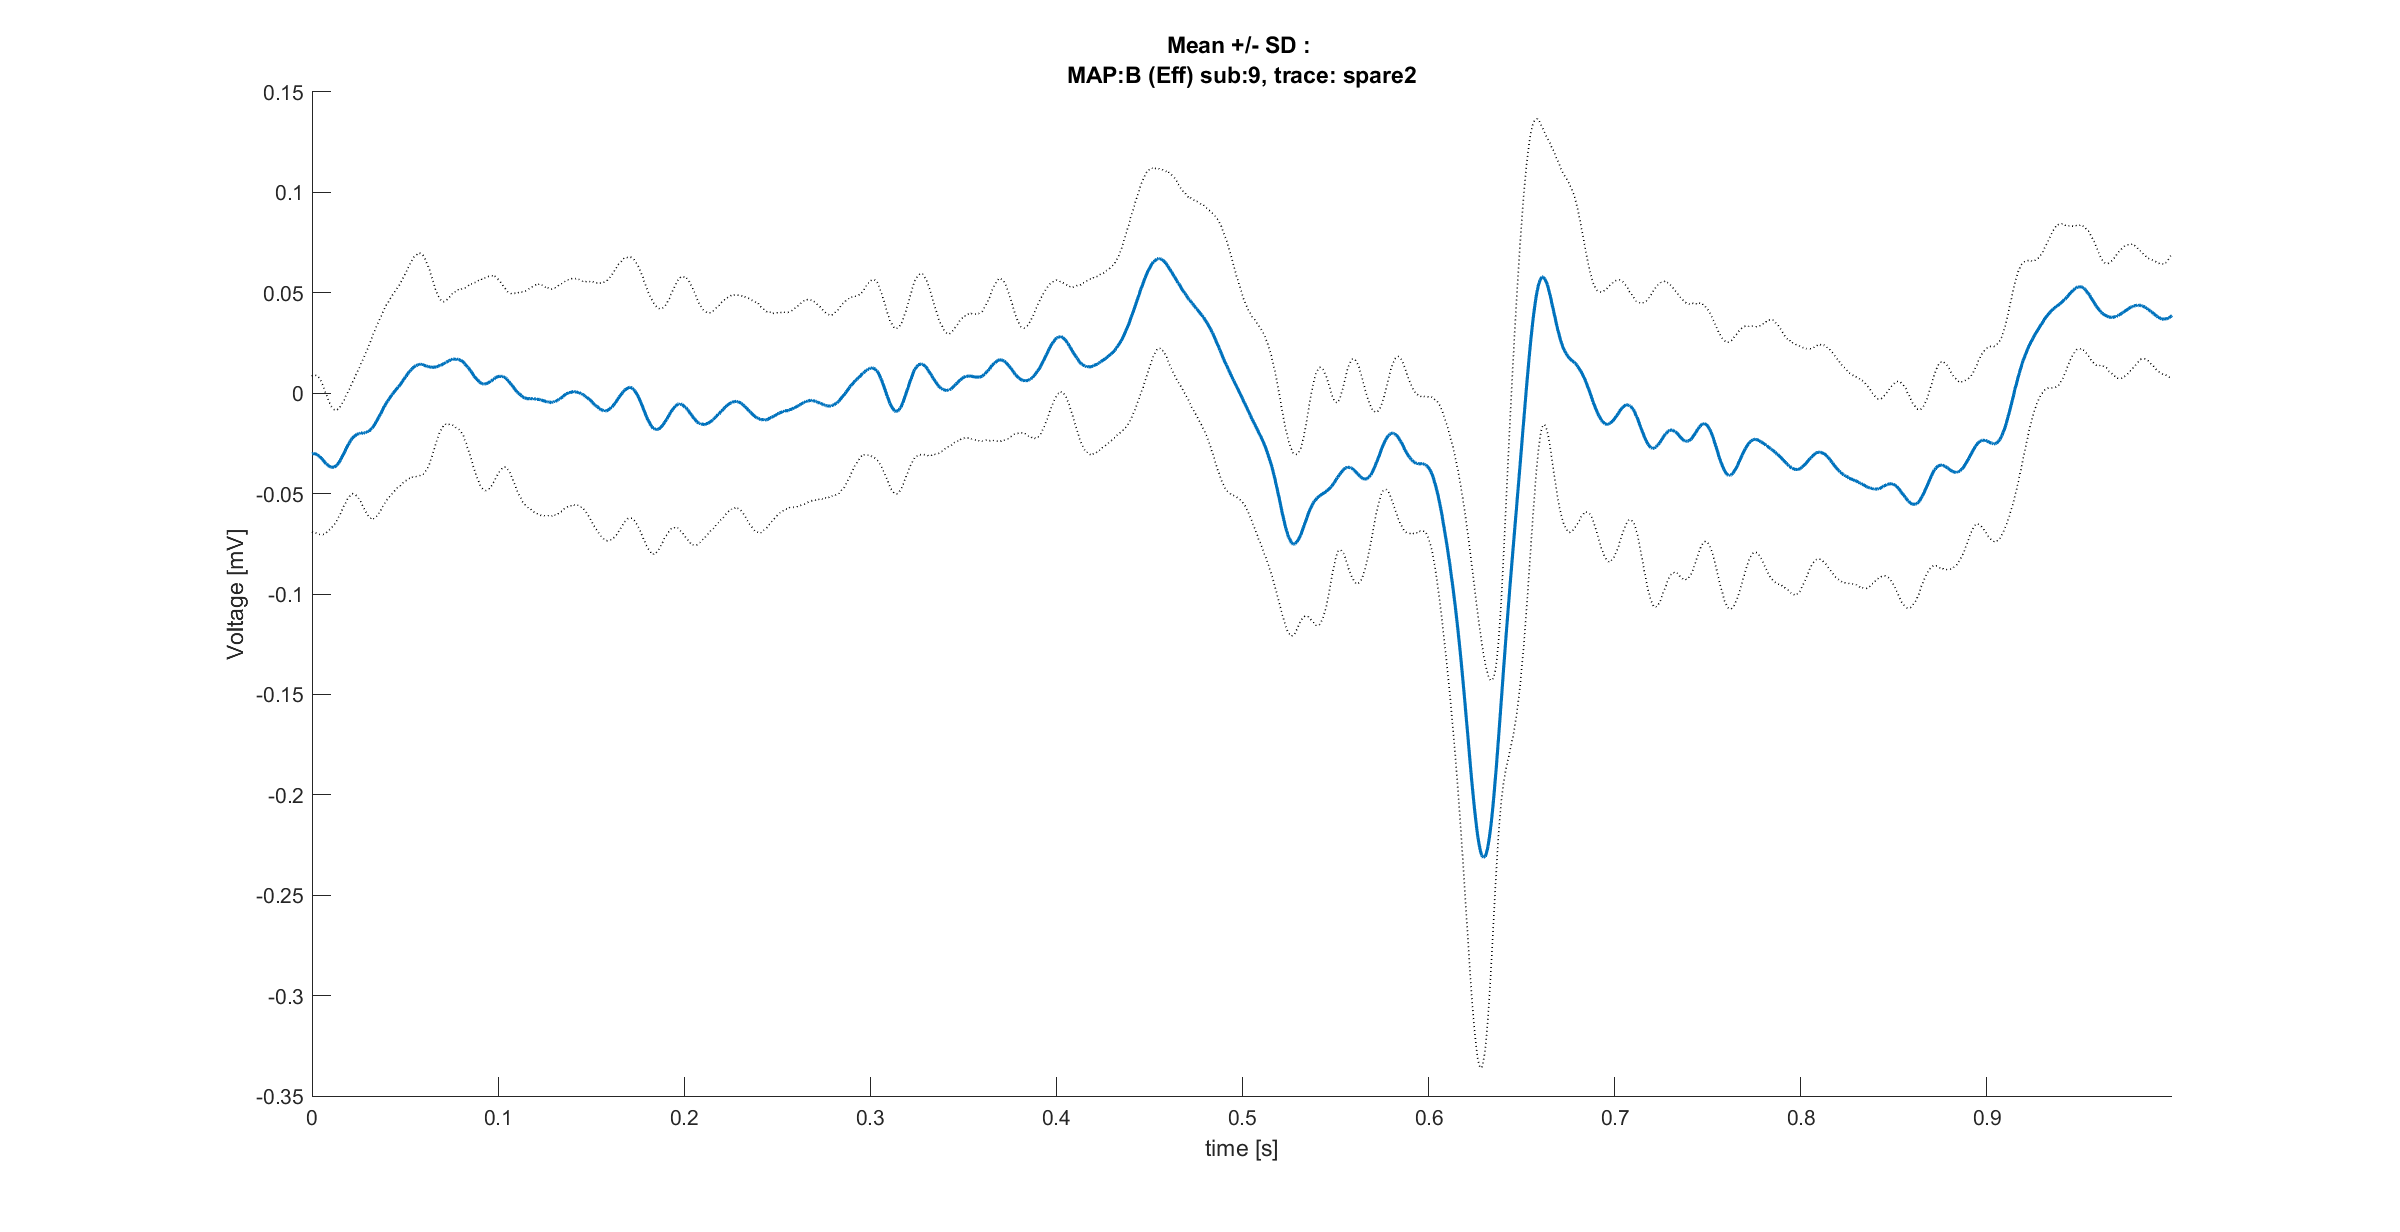 Mean +/- SD :
MAP:B (Eff) sub:9, trace: spare2
0.15
0.1
0.05
0
-0.05
-0.1
-0.15
-0.2
-0.25
-0.3
-0.35
Voltage [mV]
0 0.1 0.2 0.3 0.4 0.5 0.6 0.7 0.8 0.9
time [s]